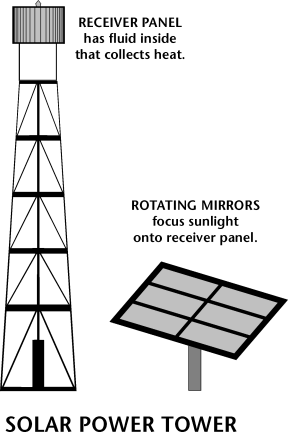 RECEIVER PANEL
has fluid inside
that collects heat.
ROTATING MIRRORS
focus sunlight
onto receiver panel.
SOLAR POWER TOWER